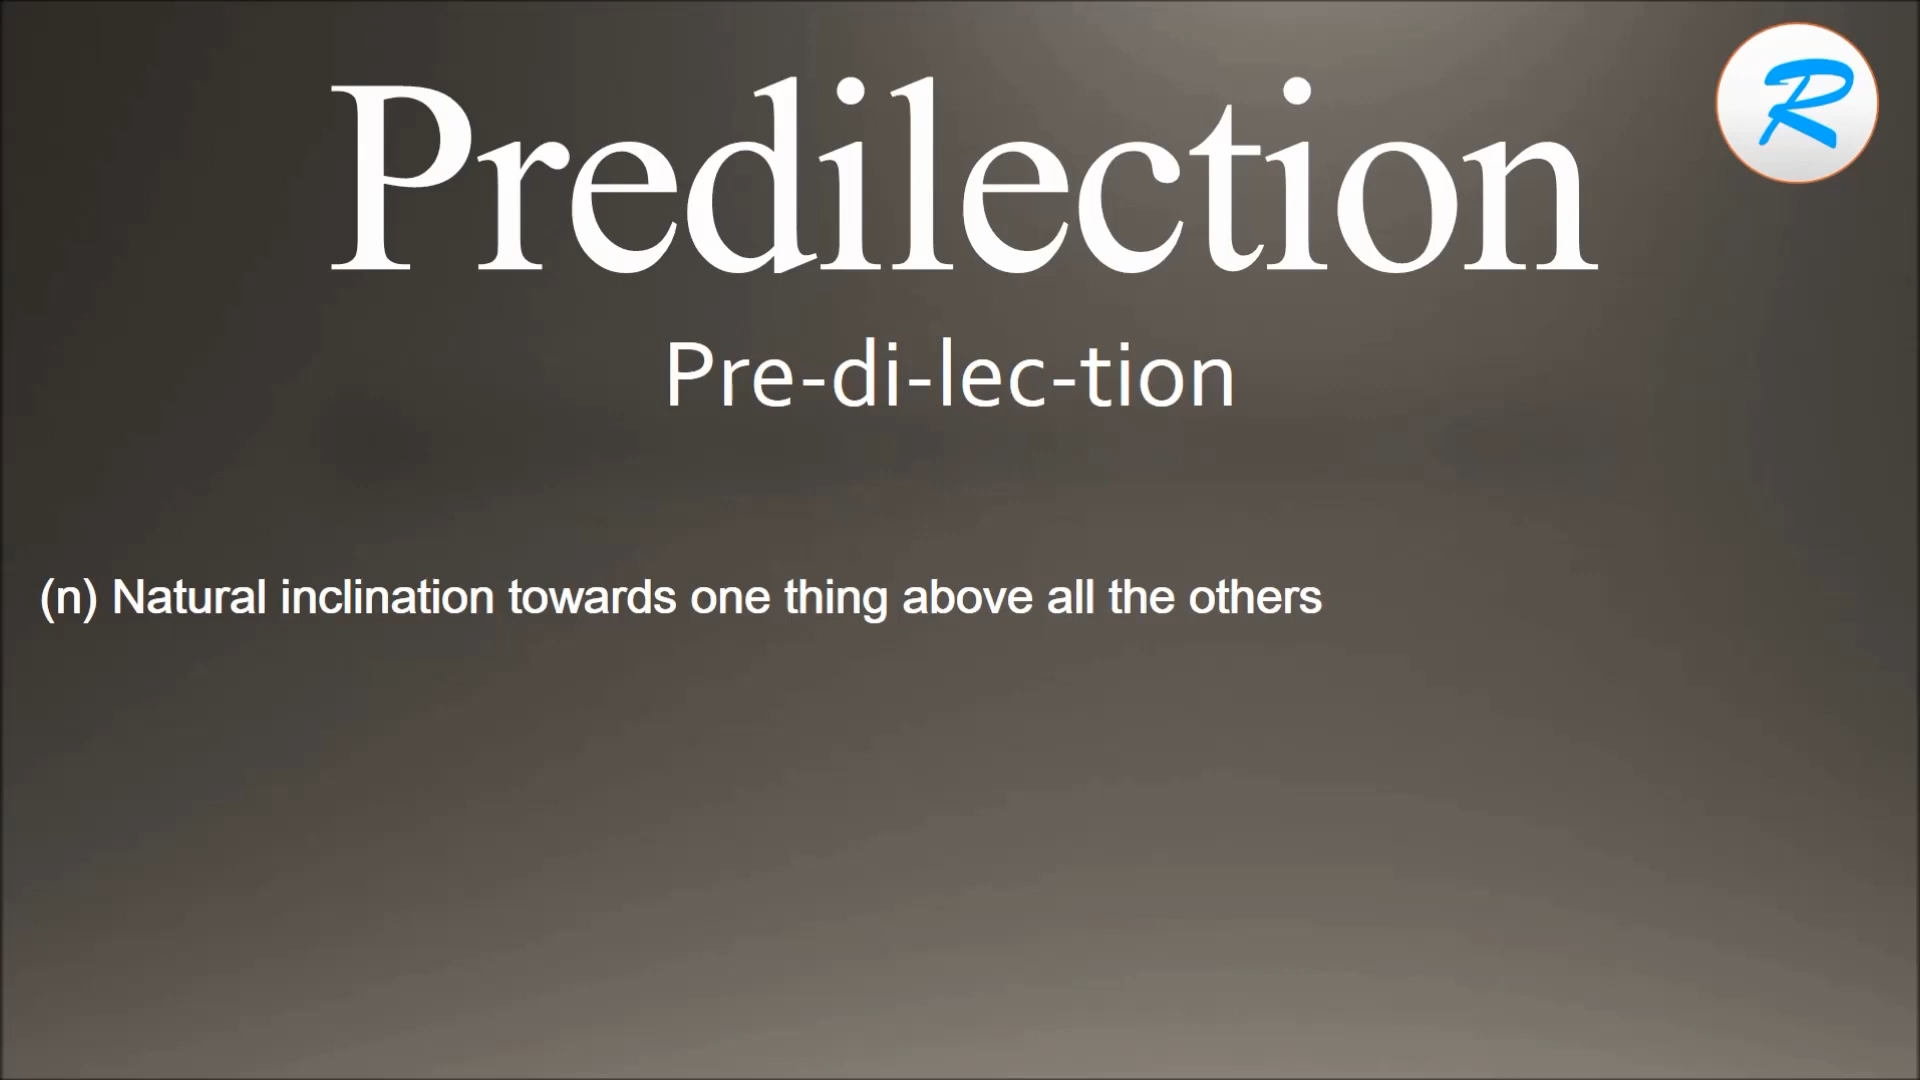 Predilection
R
Pre-di-lec-tion
(n) Natural inclination towards one thing above all the others